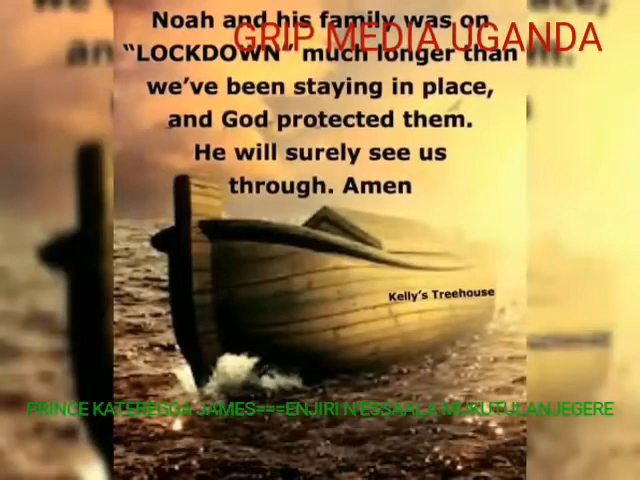 Noah and his family was on
GRIP MEDIA UGANDA
"LOCKDOWN" much longer than
we've been staying in place,
and God protected them.
He will surely see us
through. Amen
Kelly's Treehouse
PRINCE KATEREGGA JAMES===ENJIRI N'ESSAALA MUKUTULANJEGERE